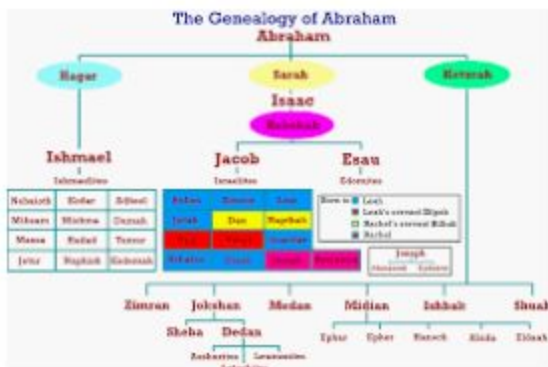 The Genealogy of Abraham
Abraham
Hagar Sarah Keturah
Isaac
Rebekah
Ishmael Jacob Esau
Ishmaelites Israelites Edomites
Nebaioth Kedar Adbeel
Mibsam Mishma Dumah
Massa Hadad
Jetur Naphish Kedemah
Reuben Simeon Levi
Judah Dan Naphtali
Gad Asher Issachar
Zebulun Joseph Benjamin
Born to Leah
Leah's servant Zilpah
Rachel's servant Bilhah
Rachel
Joseph
Manasseh Ephraim
Zimran Jokshan Medan Midian Ishbak Shuah
Sheba Dedan
Ephah Epher Hanoch Abida Eldaah
Asshurites Leummites